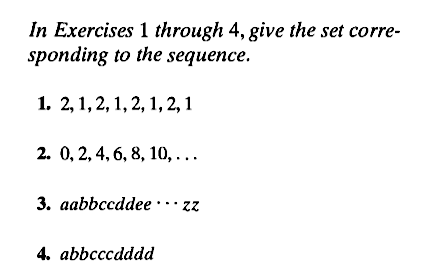 In Exercises 1 through 4, give the set corre-
sponding to the sequence.
1. 2, 1, 2, 1, 2, 1, 2, 1
2. 0, 2, 4, 6, 8, 10, . . .
3. aabbccddee · · · zz
4. abbcccdddd